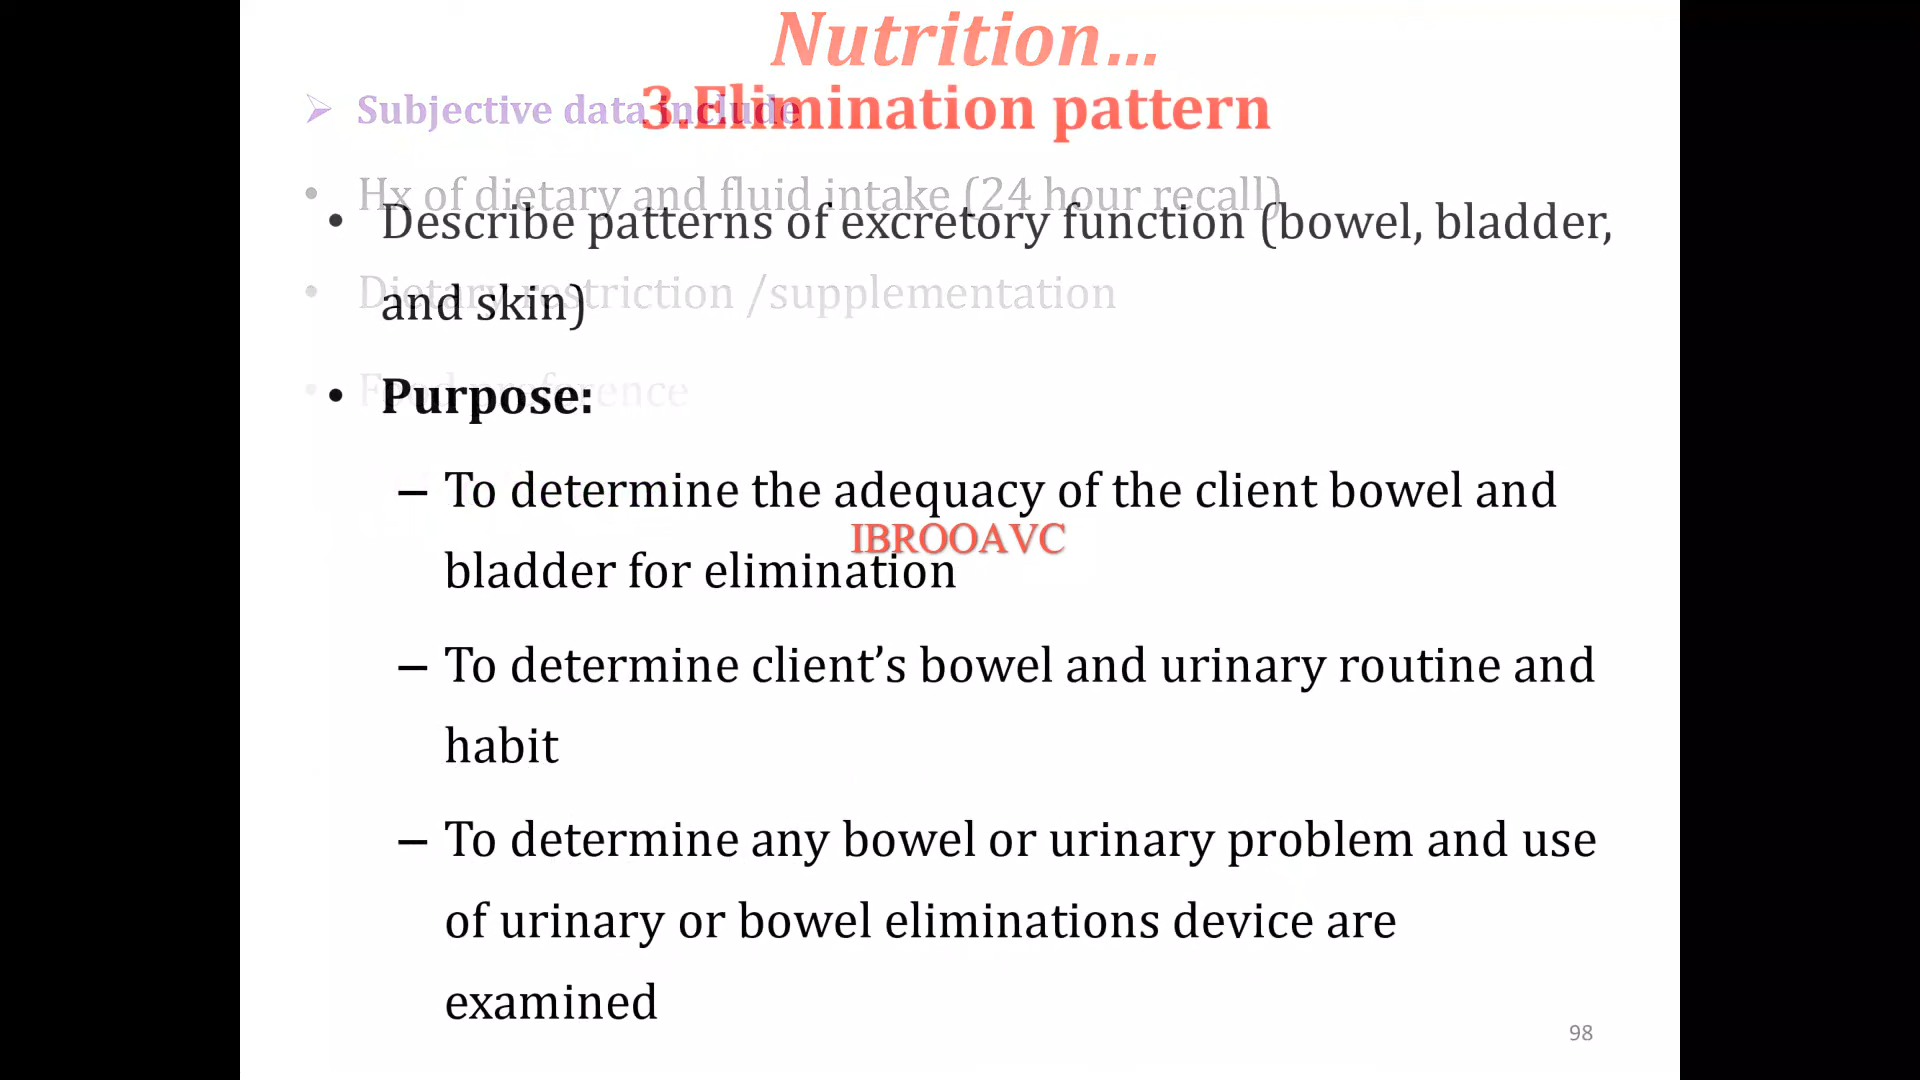 Nutrition...
➢ Subjective data include
3.Elimination pattern
• Hx of dietary and fluid intake (24 hour recall)
• Describe patterns of excretory function (bowel, bladder,
and skin)
• Dietary restriction /supplementation
• Food preference
• Purpose:
– To determine the adequacy of the client bowel and
bladder for elimination
IBROOAVC
– To determine client’s bowel and urinary routine and
habit
– To determine any bowel or urinary problem and use
of urinary or bowel eliminations device are
examined
98